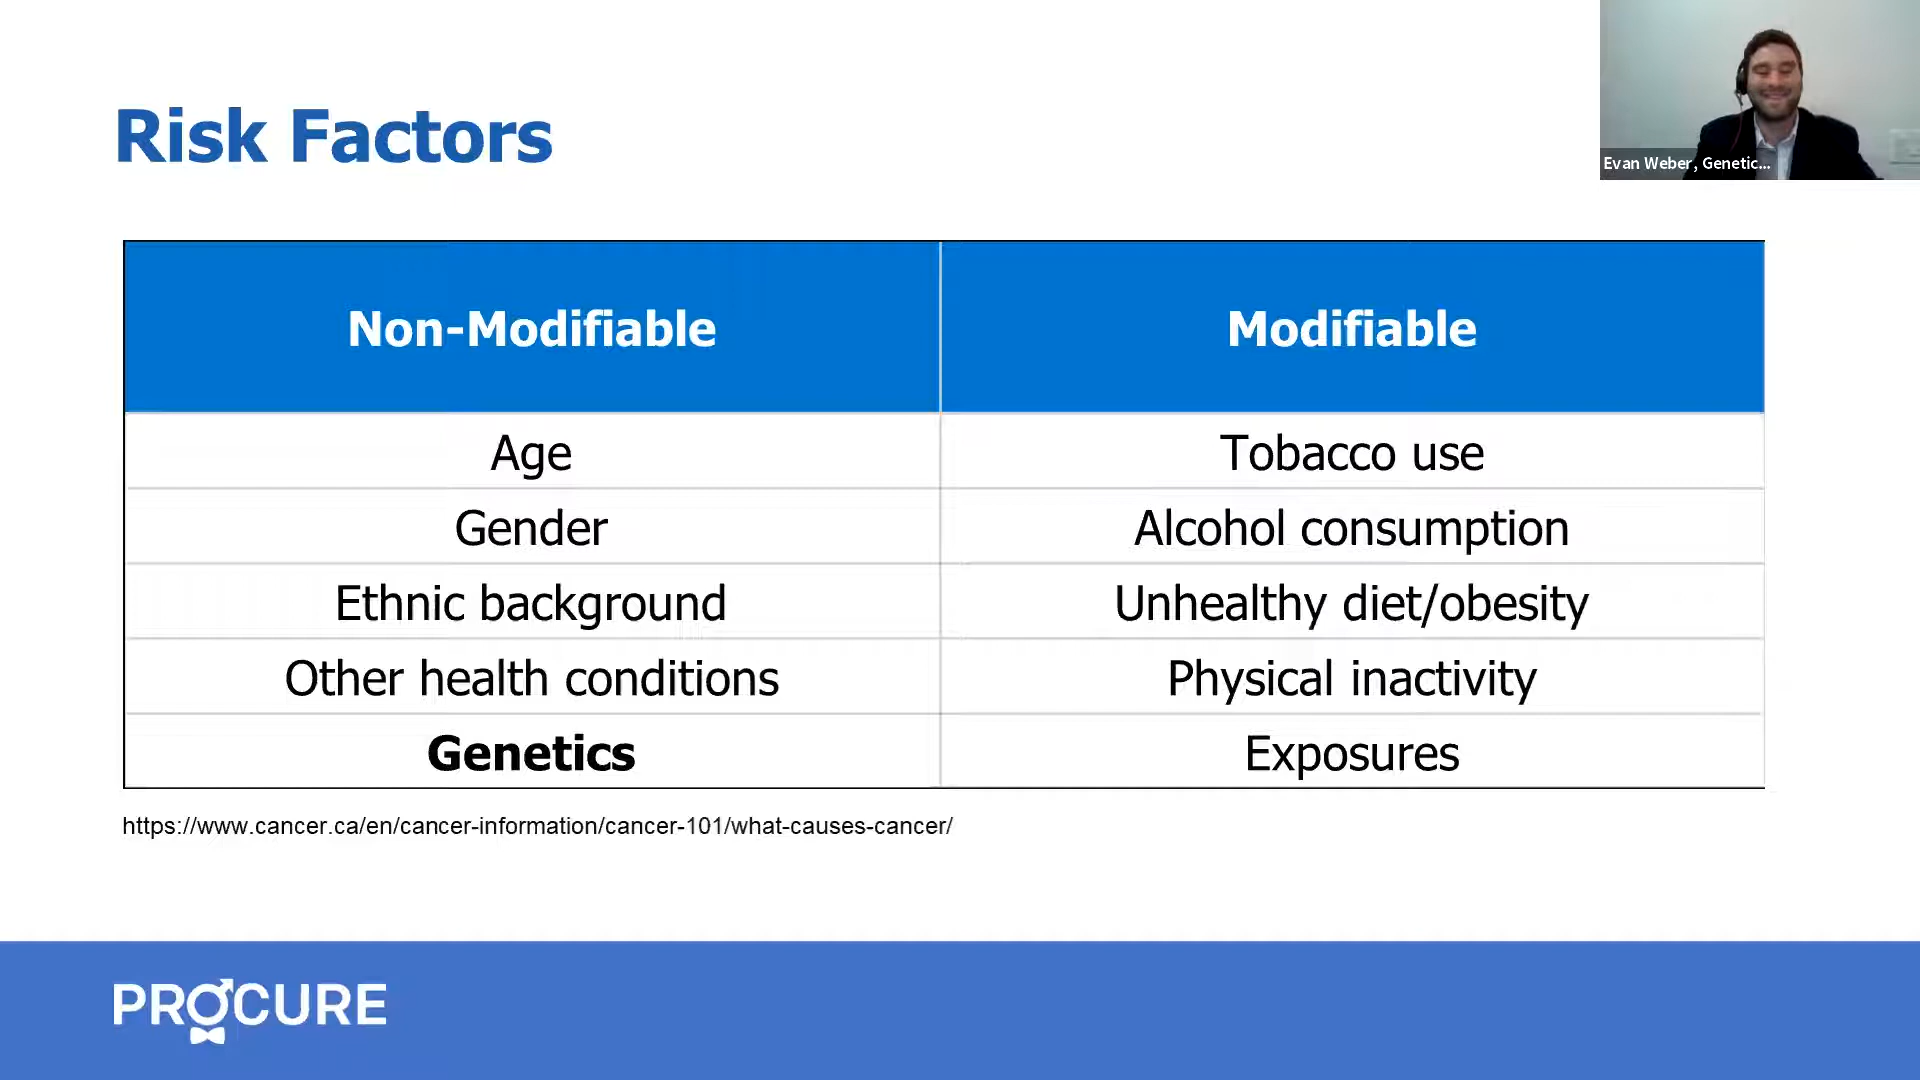 Risk Factors
Evan Weber, Genetic...
Non-Modifiable Modifiable
Age Tobacco use
Gender Alcohol consumption
Ethnic background Unhealthy diet/obesity
Other health conditions Physical inactivity
Genetics Exposures
https://www.cancer.ca/en/cancer-information/cancer-101/what-causes-cancer/
PROCURE